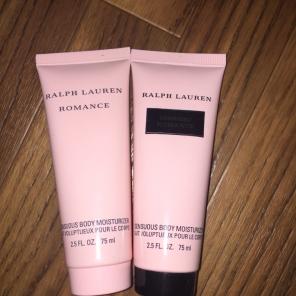 RALPH LAUREN
ROMANCE
SENSUOUS BODY MOISTURIZER
LAIT VOLUPTUEUX POUR LE CORPS
2.5 FL. OZ. 75 ml
RALPH LAUREN
SENSUOUS BODY MOISTURIZER
LAIT VOLUPTUEUX POUR LE CORPS
2.5 FL. OZ. 75 ml